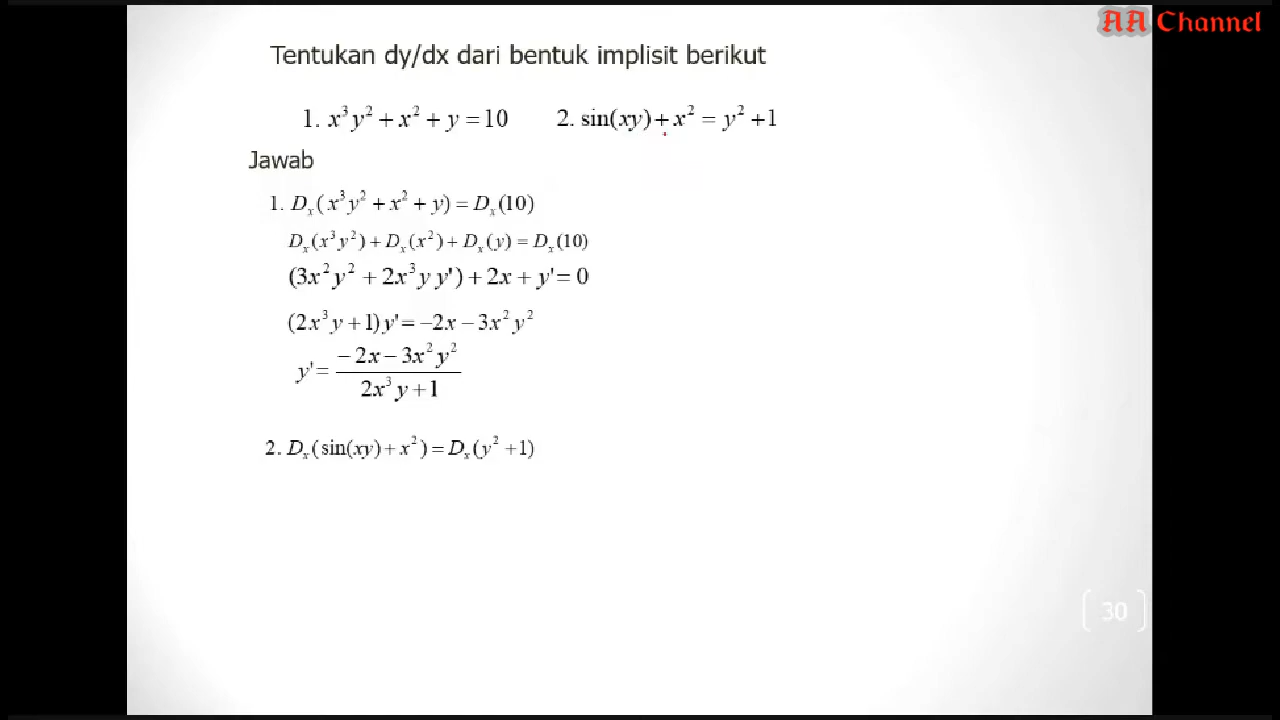 AA Channel
Tentukan dy/dx dari bentuk implisit berikut
1. x³y² + x² + y = 10   2. sin(xy) + x² = y² + 1
Jawab
1. Dₓ(x³y² + x² + y) = Dₓ(10)
Dₓ(x³y²) + Dₓ(x²) + Dₓ(y) = Dₓ(10)
(3x²y² + 2x³y y') + 2x + y' = 0
(2x³y + 1) y' = −2x − 3x²y²
y' = (−2x − 3x²y²) / (2x³y + 1)
2. Dₓ(sin(xy) + x²) = Dₓ(y² + 1)
30